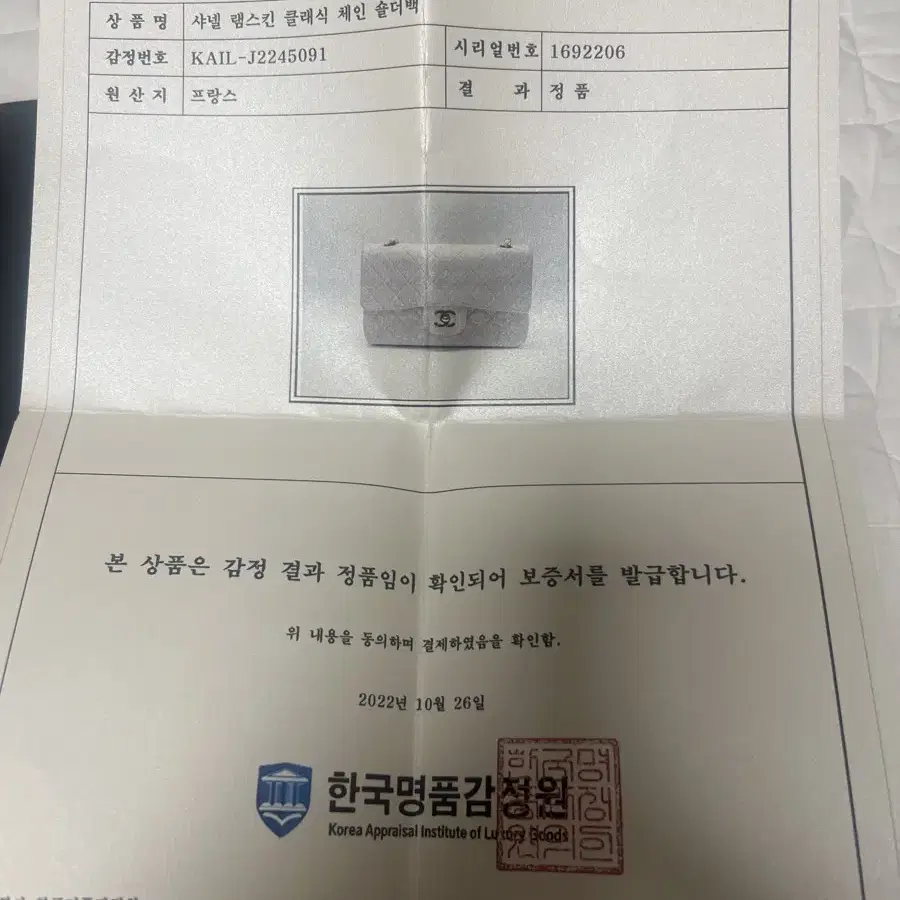 상 품 명 샤넬 램스킨 클래식 체인 숄더백
감정번호 KAIL-J2245091 시리얼번호 1692206
원 산 지 프랑스 결 과 정 품
본 상품은 감정 결과 정품임이 확인되어 보증서를 발급합니다.
위 내용을 동의하며 결제하였음을 확인함.
2022년 10월 26일
한국명품감정원
Korea Appraisal Institute of Luxury Goods